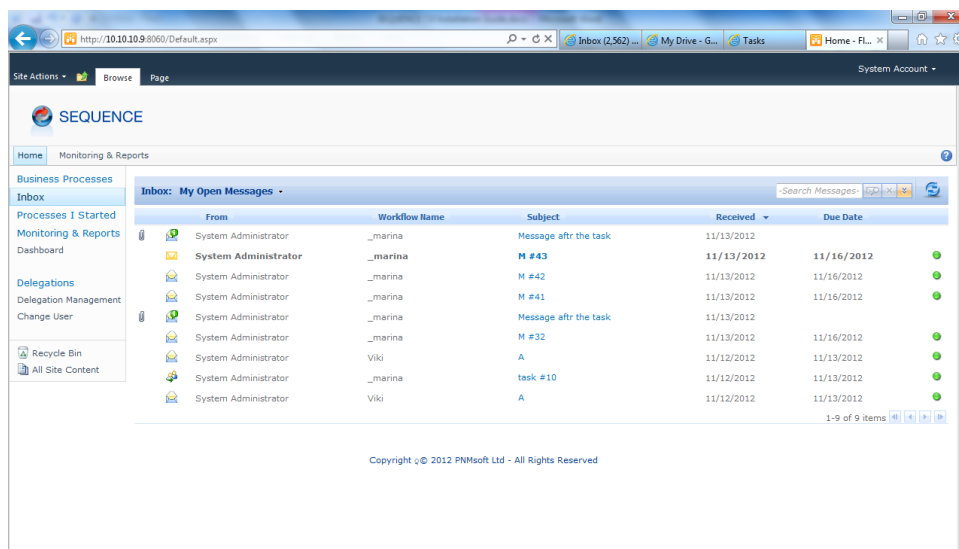 http://10.10.10.9:8060/Default.aspx
Inbox (2,562) ...
My Drive - G...
Tasks
Home - Fl...
Site Actions
Browse
Page
System Account
SEQUENCE
Home
Monitoring & Reports
Business Processes
Inbox
Processes I Started
Monitoring & Reports
Dashboard
Delegations
Delegation Management
Change User
Recycle Bin
All Site Content
Inbox: My Open Messages
-Search Messages-
From Workflow Name Subject Received Due Date
System Administrator _marina Message aftr the task 11/13/2012
System Administrator _marina M #43 11/13/2012 11/16/2012
System Administrator _marina M #42 11/13/2012 11/16/2012
System Administrator _marina M #41 11/13/2012 11/16/2012
System Administrator _marina Message aftr the task 11/13/2012
System Administrator _marina M #32 11/13/2012 11/16/2012
System Administrator Viki A 11/12/2012 11/13/2012
System Administrator _marina task #10 11/12/2012 11/13/2012
System Administrator Viki A 11/12/2012 11/13/2012
1-9 of 9 items
Copyright © 2012 PNMsoft Ltd - All Rights Reserved